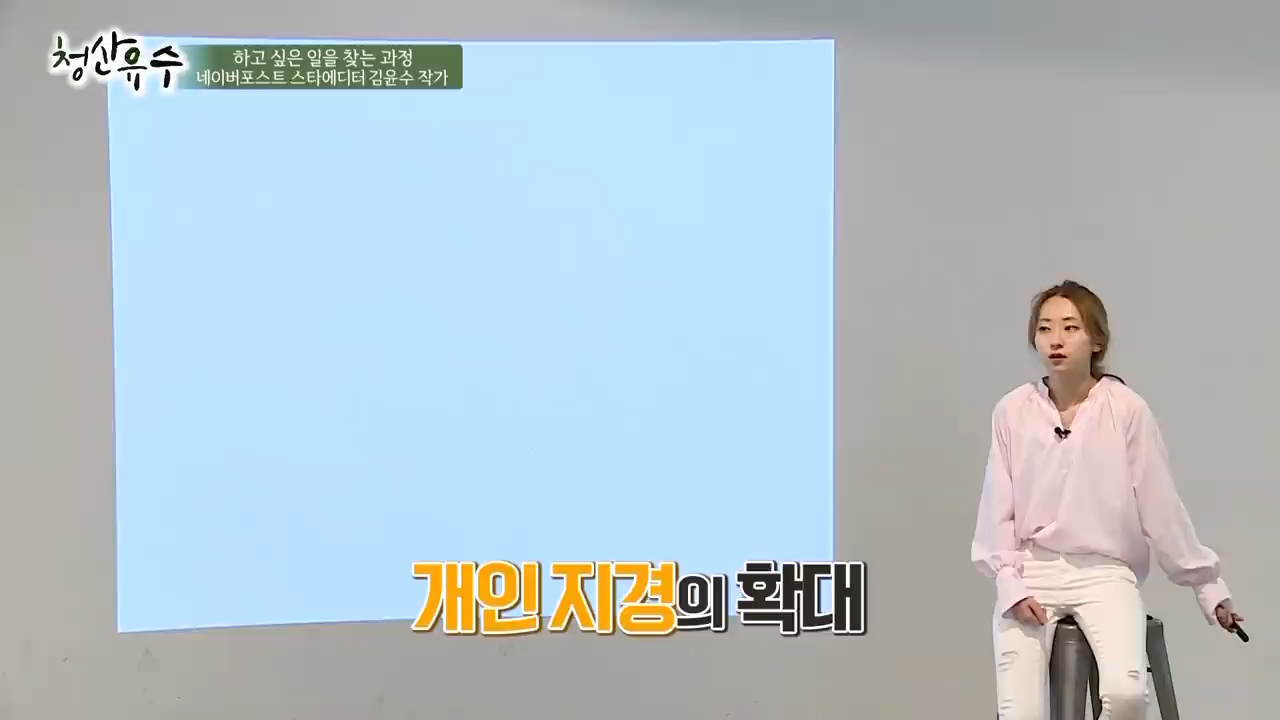 청산유수
하고 싶은 일을 찾는 과정
네이버포스트 스타에디터 김윤수 작가
개인 지경의 확대